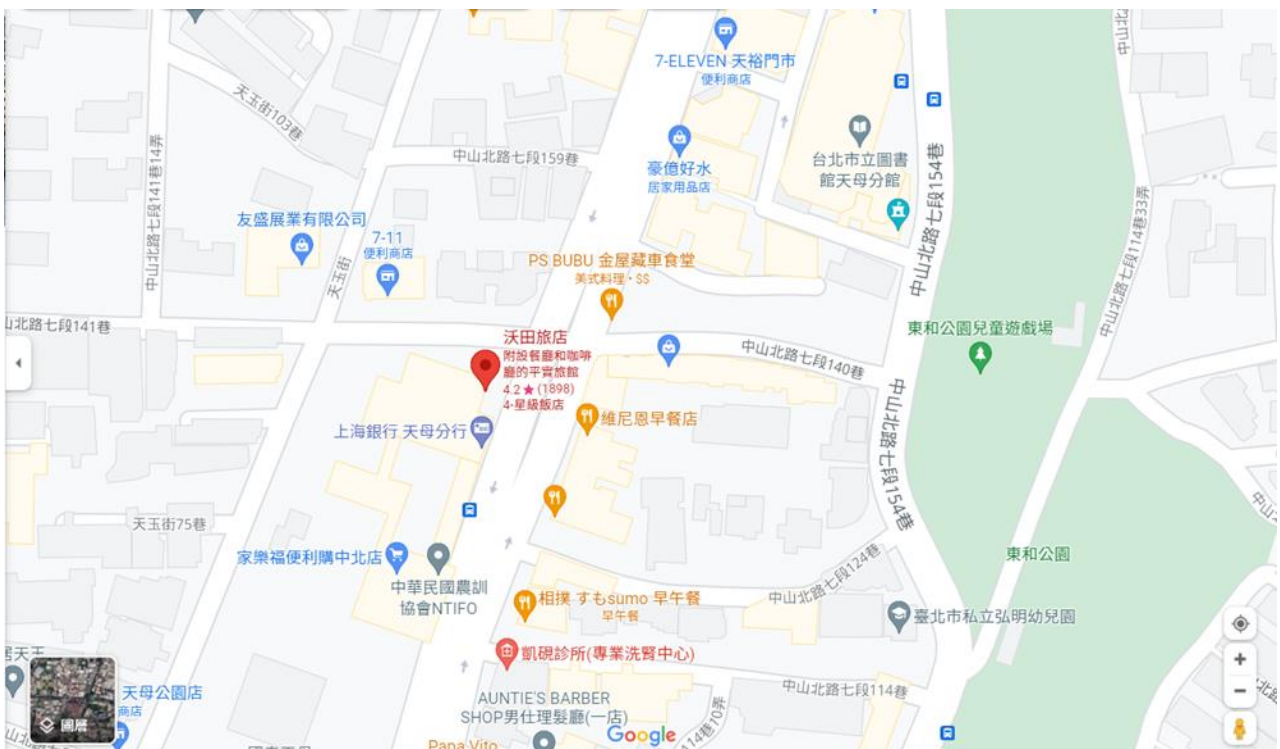 7-ELEVEN 天裕門市
便利商店
天玉街103巷
中山北路七段141巷14弄
中山北路七段159巷
豪億好水
居家用品店
台北市立圖書
館天母分館
中山北路七段154巷
中山北路七段114巷33弄
友盛展業有限公司
7-11
便利商店
天玉街
PS BUBU 金屋藏車食堂
美式料理・$$
山北路七段141巷
沃田旅店
附設餐廳和咖啡
廳的平實旅館
4.2★(1898)
4-星級飯店
中山北路七段140巷
東和公園兒童遊戲場
上海銀行 天母分行
維尼恩早餐店
中山北路七段154巷
天玉街75巷
家樂福便利購中北店
中華民國農訓
協會NTIFO
東和公園
中山北路七段124巷
相撲 すもsumo 早午餐
早午餐
臺北市私立弘明幼兒園
凱硯診所(專業洗腎中心)
居天王
天母公園店
商店
圖層
AUNTIE'S BARBER
SHOP男仕理髮廳(一店)
中山北路七段114巷
114巷70弄
Google
Papa Vito